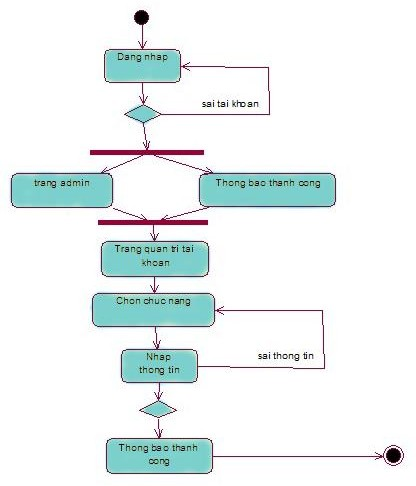 Dang nhap
sai tai khoan
trang admin
Thong bao thanh cong
Trang quan tri tai
khoan
Chon chuc nang
Nhap
thong tin
sai thong tin
Thong bao thanh
cong